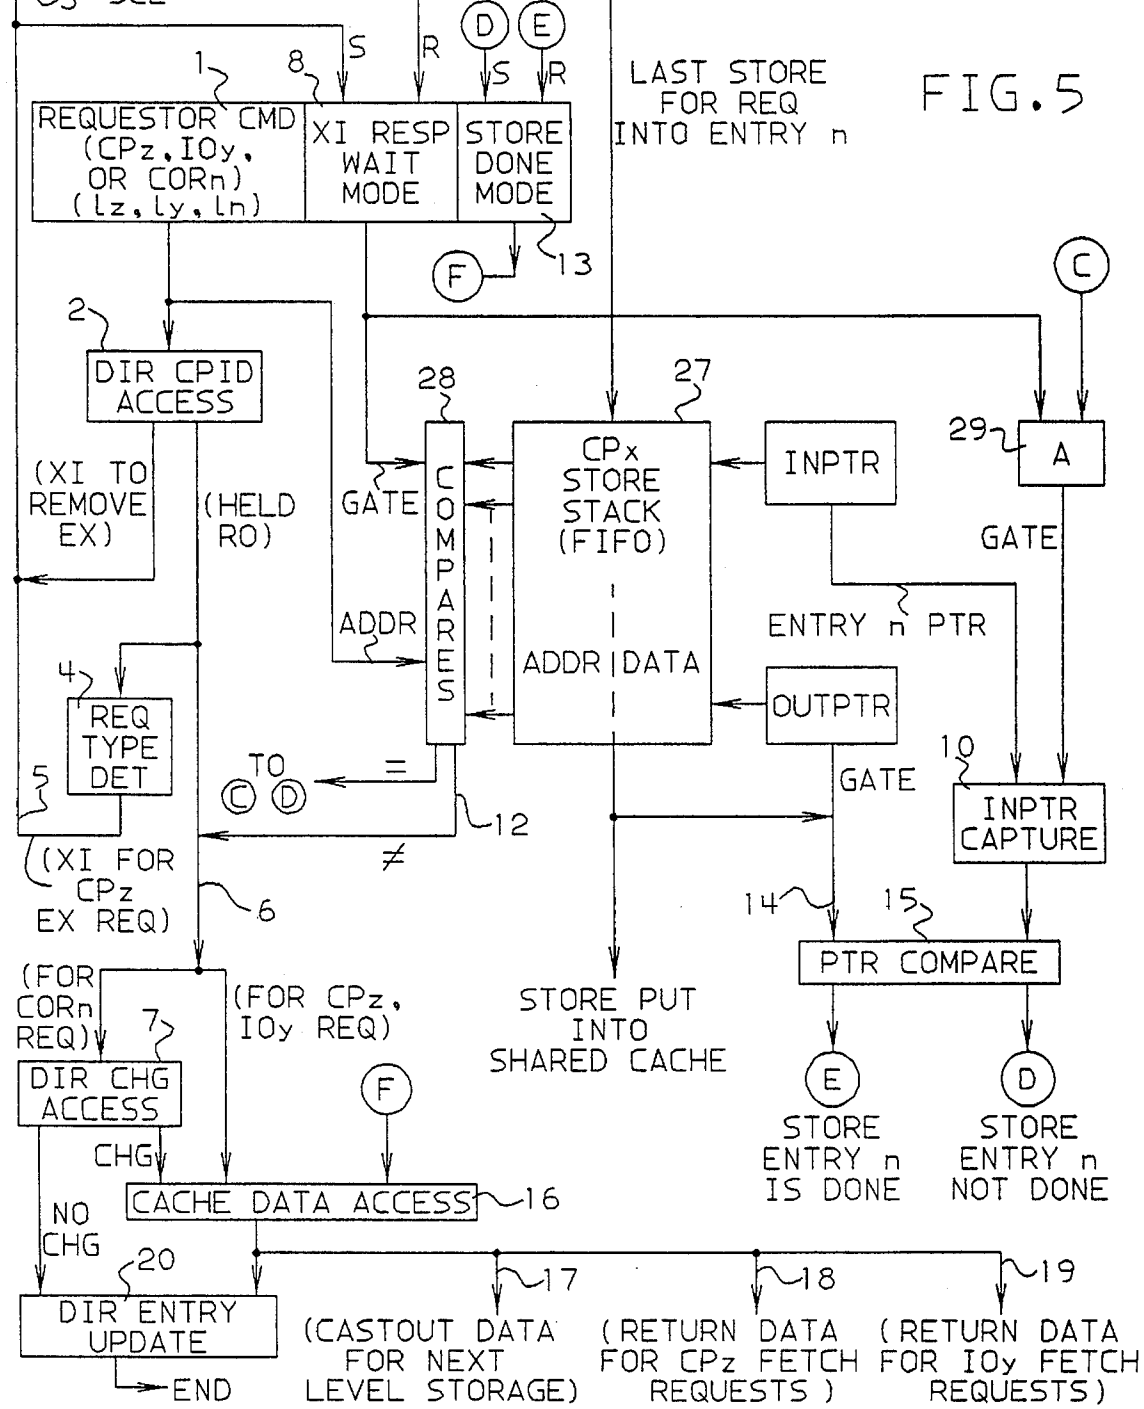 D
E
S
R
S
R
LAST STORE
FOR REQ
INTO ENTRY n
FIG.5
1
8
REQUESTOR CMD
(CPz,IOy,
OR CORn)
(lz,ly,ln)
XI RESP
WAIT
MODE
STORE
DONE
MODE
13
F
C
2
DIR CPID
ACCESS
28
27
29
A
(XI TO
REMOVE
EX)
(HELD
RO)
GATE
COMPARES
CPx
STORE
STACK
(FIFO)
INPTR
GATE
ENTRY n PTR
ADDR
ADDR
DATA
OUTPTR
4
REQ
TYPE
DET
5
TO
C D
=
12
≠
GATE
10
INPTR
CAPTURE
(XI FOR
CPz
EX REQ)
6
14
15
PTR COMPARE
(FOR
CORn
REQ)
(FOR CPz,
IOy REQ)
STORE PUT
INTO
SHARED CACHE
7
DIR CHG
ACCESS
F
E
D
STORE
ENTRY n
IS DONE
STORE
ENTRY n
NOT DONE
CHG
CACHE DATA ACCESS
16
NO
CHG
20
17
18
19
DIR ENTRY
UPDATE
(CASTOUT DATA
FOR NEXT
LEVEL STORAGE)
(RETURN DATA
FOR CPz FETCH
REQUESTS)
(RETURN DATA
FOR IOy FETCH
REQUESTS)
END